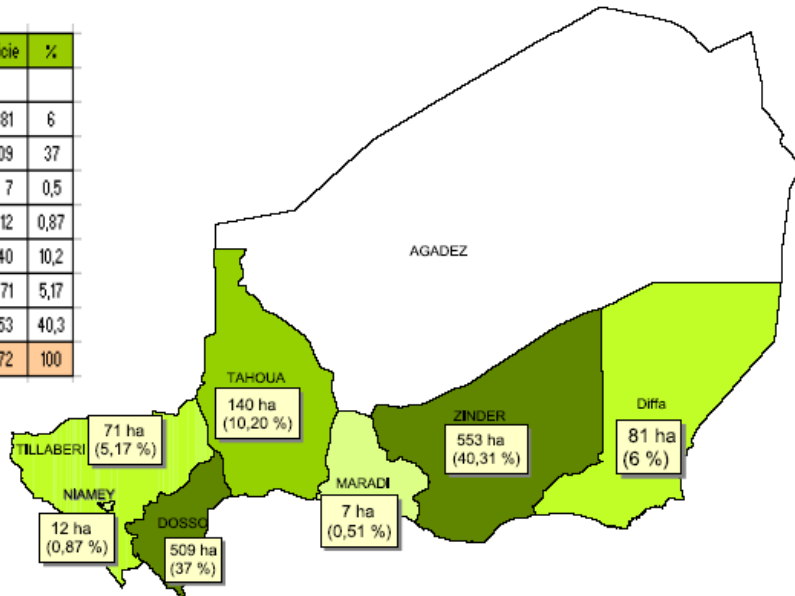 cie %
81 6
09 37
7 0,5
12 0,87
40 10,2
71 5,17
53 40,3
72 100
AGADEZ
TAHOUA
140 ha
(10,20 %)
ZINDER
553 ha
(40,31 %)
Diffa
81 ha
(6 %)
TILLABERI
71 ha
(5,17 %)
MARADI
7 ha
(0,51 %)
NIAMEY
12 ha
(0,87 %)
DOSSO
509 ha
(37 %)